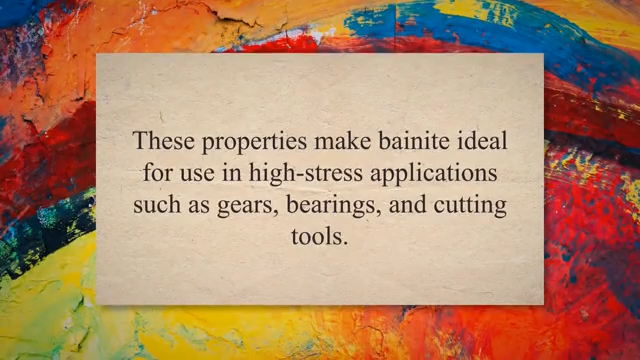 These properties make bainite ideal
for use in high-stress applications
such as gears, bearings, and cutting
tools.